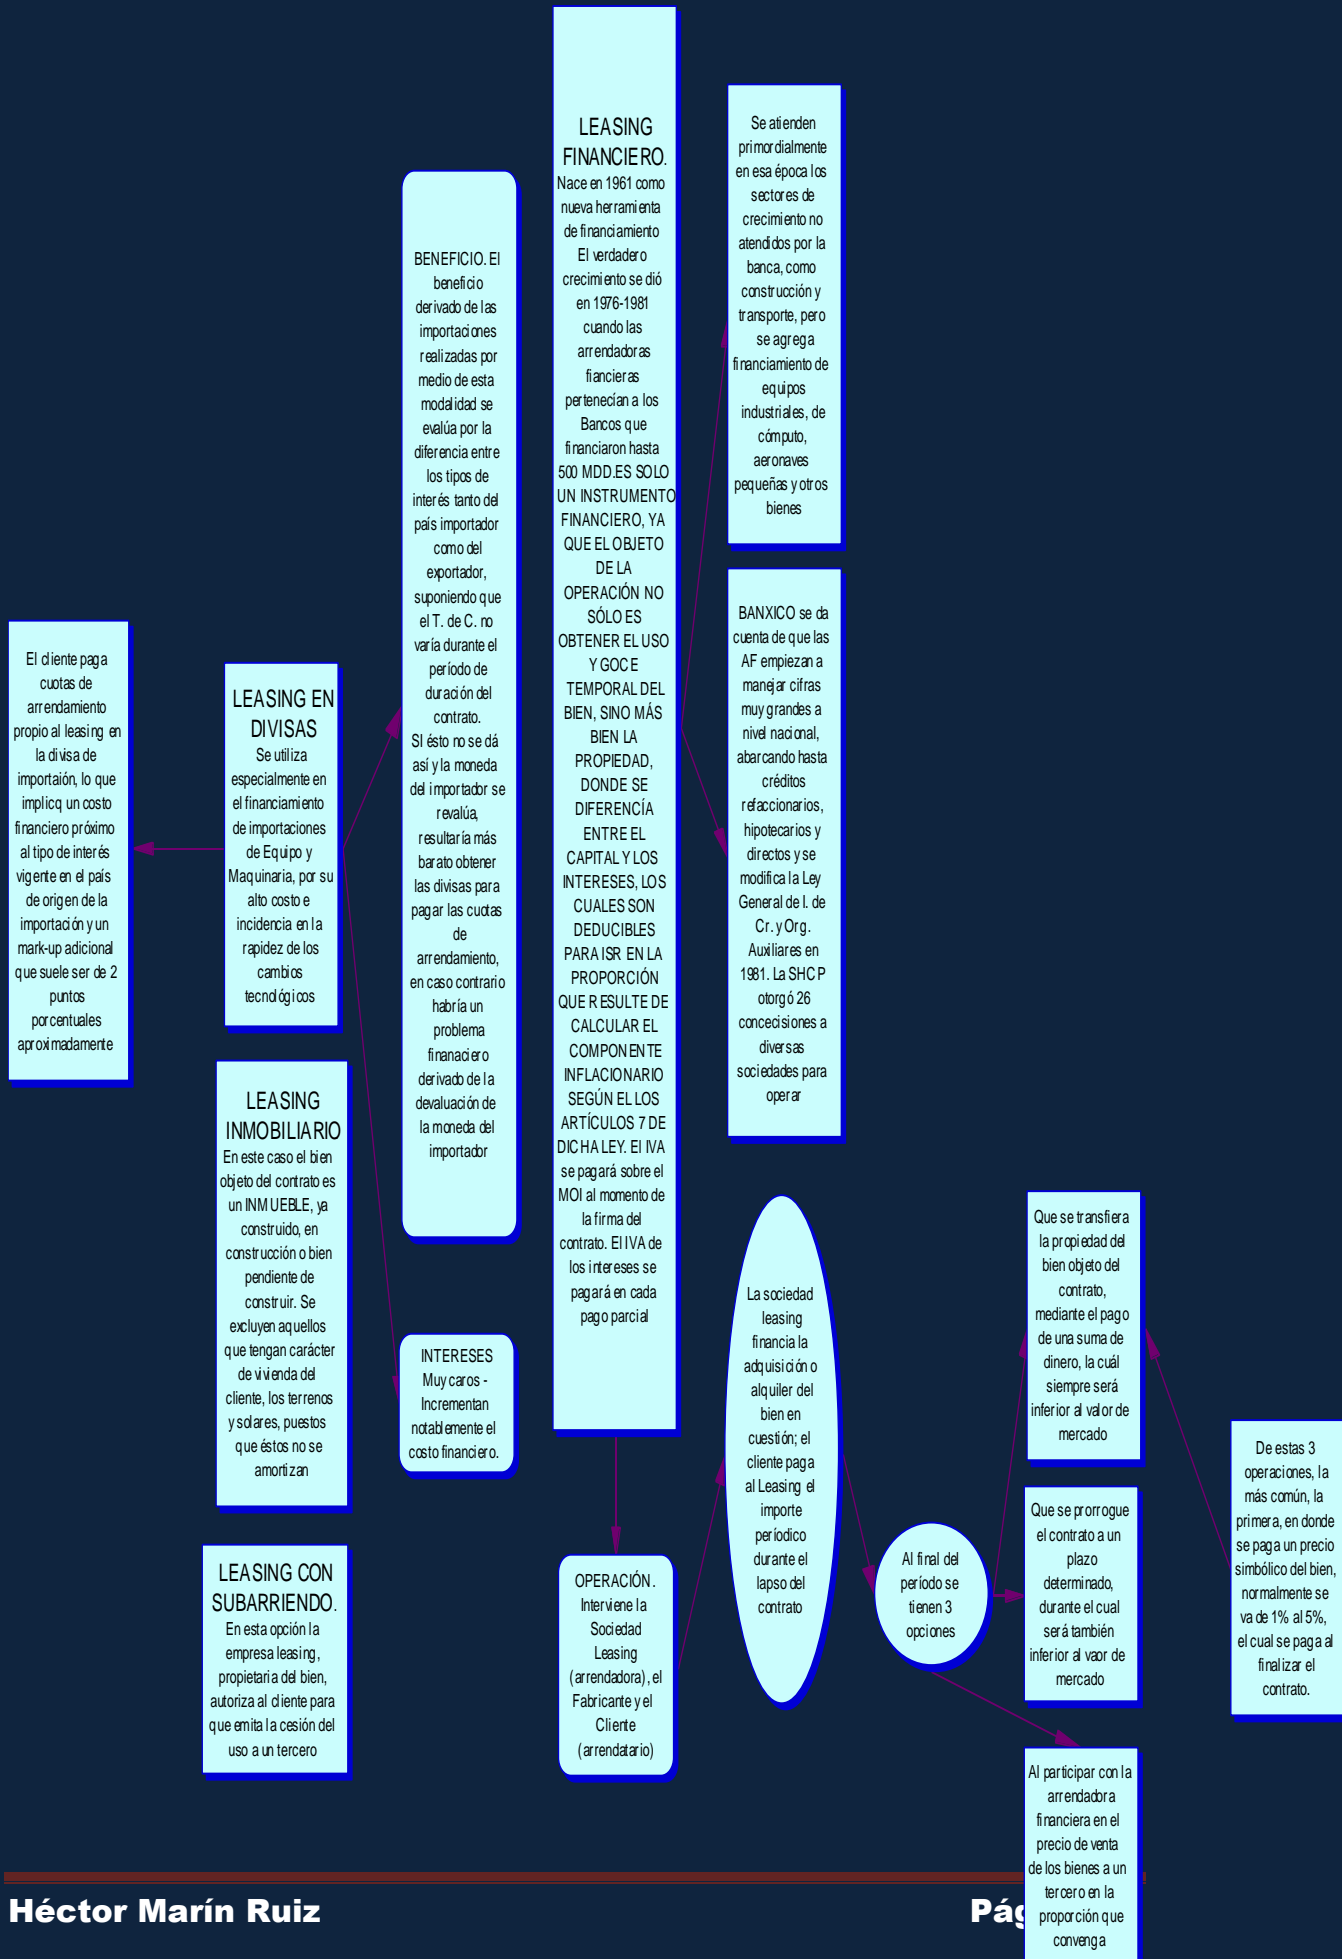 LEASING
FINANCIERO.
Nace en 1961 como
nueva herramienta
de financiamiento
El verdadero
crecimiento se dió
en 1976-1981
cuando las
arrendadoras
fiancieras
pertenecían a los
Bancos que
financiaron hasta
500 MDD.ES SOLO
UN INSTRUMENTO
FINANCIERO, YA
QUE EL OBJETO
DE LA
OPERACIÓN NO
SÓLO ES
OBTENER EL USO
Y GOCE
TEMPORAL DEL
BIEN, SINO MÁS
BIEN LA
PROPIEDAD,
DONDE SE
DIFERENCÍA
ENTRE EL
CAPITAL Y LOS
INTERESES, LOS
CUALES SON
DEDUCIBLES
PARA ISR EN LA
PROPORCIÓN
QUE RESULTE DE
CALCULAR EL
COMPONENTE
INFLACIONARIO
SEGÚN EL LOS
ARTÍCULOS 7 DE
DICHA LEY. El IVA
se pagará sobre el
MOI al momento de
la firma del
contrato. El IVA de
los intereses se
pagará en cada
pago parcial
Se atienden
primordialmente
en esa época los
sectores de
crecimiento no
atendidos por la
banca, como
construcción y
transporte, pero
se agrega
financiamiento de
equipos
industriales, de
cómputo,
aeronaves
pequeñas y otros
bienes
BANXICO se da
cuenta de que las
AF empiezan a
manejar cifras
muy grandes a
nivel nacional,
abarcando hasta
créditos
refaccionarios,
hipotecarios y
directos y se
modifica la Ley
General de I. de
Cr. y Org.
Auxiliares en
1981. La SHCP
otorgó 26
concecisiones a
diversas
sociedades para
operar
BENEFICIO. El
beneficio
derivado de las
importaciones
realizadas por
medio de esta
modalidad se
evalúa por la
diferencia entre
los tipos de
interés tanto del
país importador
como del
exportador,
suponiendo que
el T. de C. no
varía durante el
período de
duración del
contrato.
SI ésto no se dá
así y la moneda
del importador se
revalúa,
resultaría más
barato obtener
las divisas para
pagar las cuotas
de
arrendamiento,
en caso contrario
habría un
problema
finanaciero
derivado de la
devaluación de
la moneda del
importador
El cliente paga
cuotas de
arrendamiento
propio al leasing en
la divisa de
importaión, lo que
implicq un costo
financiero próximo
al tipo de interés
vigente en el país
de origen de la
importación y un
mark-up adicional
que suele ser de 2
puntos
porcentuales
aproximadamente
LEASING EN
DIVISAS
Se utiliza
especialmente en
el financiamiento
de importaciones
de Equipo y
Maquinaria, por su
alto costo e
incidencia en la
rapidez de los
cambios
tecnológicos
LEASING
INMOBILIARIO
En este caso el bien
objeto del contrato es
un INMUEBLE, ya
construido, en
construcción o bien
pendiente de
construir. Se
excluyen aquellos
que tengan carácter
de vivienda del
cliente, los terrenos
y solares, puestos
que éstos no se
amortizan
INTERESES
Muy caros -
Incrementan
notablemente el
costo financiero.
LEASING CON
SUBARRIENDO.
En esta opción la
empresa leasing,
propietaria del bien,
autoriza al cliente para
que emita la cesión del
uso a un tercero
OPERACIÓN.
Interviene la
Sociedad
Leasing
(arrendadora), el
Fabricante y el
Cliente
(arrendatario)
La sociedad
leasing
financia la
adquisición o
alquiler del
bien en
cuestión; el
cliente paga
al Leasing el
importe
períodico
durante el
lapso del
contrato
Al final del
período se
tienen 3
opciones
Que se transfiera
la propiedad del
bien objeto del
contrato,
mediante el pago
de una suma de
dinero, la cuál
siempre será
inferior al valor de
mercado
Que se prorrogue
el contrato a un
plazo
determinado,
durante el cual
será también
inferior al vaor de
mercado
Al participar con la
arrendadora
financiera en el
precio de venta
de los bienes a un
tercero en la
proporción que
convenga
De estas 3
operaciones, la
más común, la
primera, en donde
se paga un precio
simbólico del bien,
normalmente se
va de 1% al 5%,
el cual se paga al
finalizar el
contrato.
Héctor Marín Ruiz